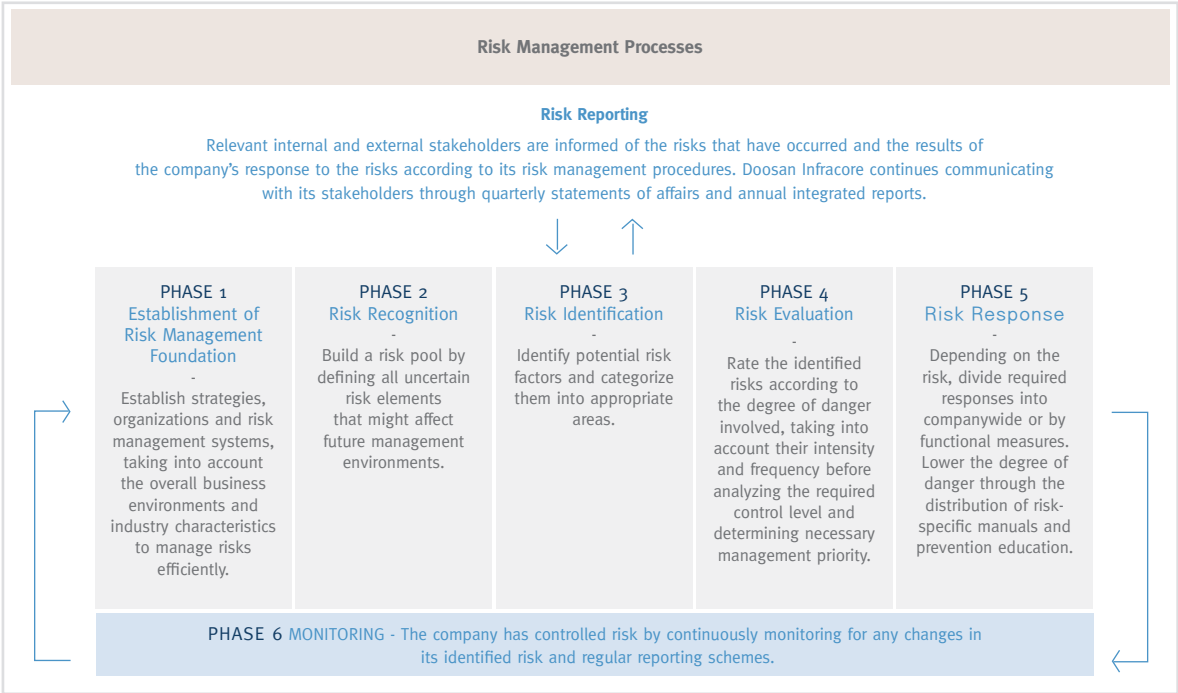 Risk Management Processes
Risk Reporting
Relevant internal and external stakeholders are informed of the risks that have occurred and the results of
the company's response to the risks according to its risk management procedures. Doosan Infracore continues communicating
with its stakeholders through quarterly statements of affairs and annual integrated reports.
PHASE 1
Establishment of
Risk Management
Foundation
-
Establish strategies,
organizations and risk
management systems,
taking into account
the overall business
environments and
industry characteristics
to manage risks
efficiently.
PHASE 2
Risk Recognition
-
Build a risk pool by
defining all uncertain
risk elements
that might affect
future management
environments.
PHASE 3
Risk Identification
-
Identify potential risk
factors and categorize
them into appropriate
areas.
PHASE 4
Risk Evaluation
-
Rate the identified
risks according to
the degree of danger
involved, taking into
account their intensity
and frequency before
analyzing the required
control level and
determining necessary
management priority.
PHASE 5
Risk Response
-
Depending on the
risk, divide required
responses into
companywide or by
functional measures.
Lower the degree of
danger through the
distribution of risk-
specific manuals and
prevention education.
PHASE 6 MONITORING - The company has controlled risk by continuously monitoring for any changes in
its identified risk and regular reporting schemes.